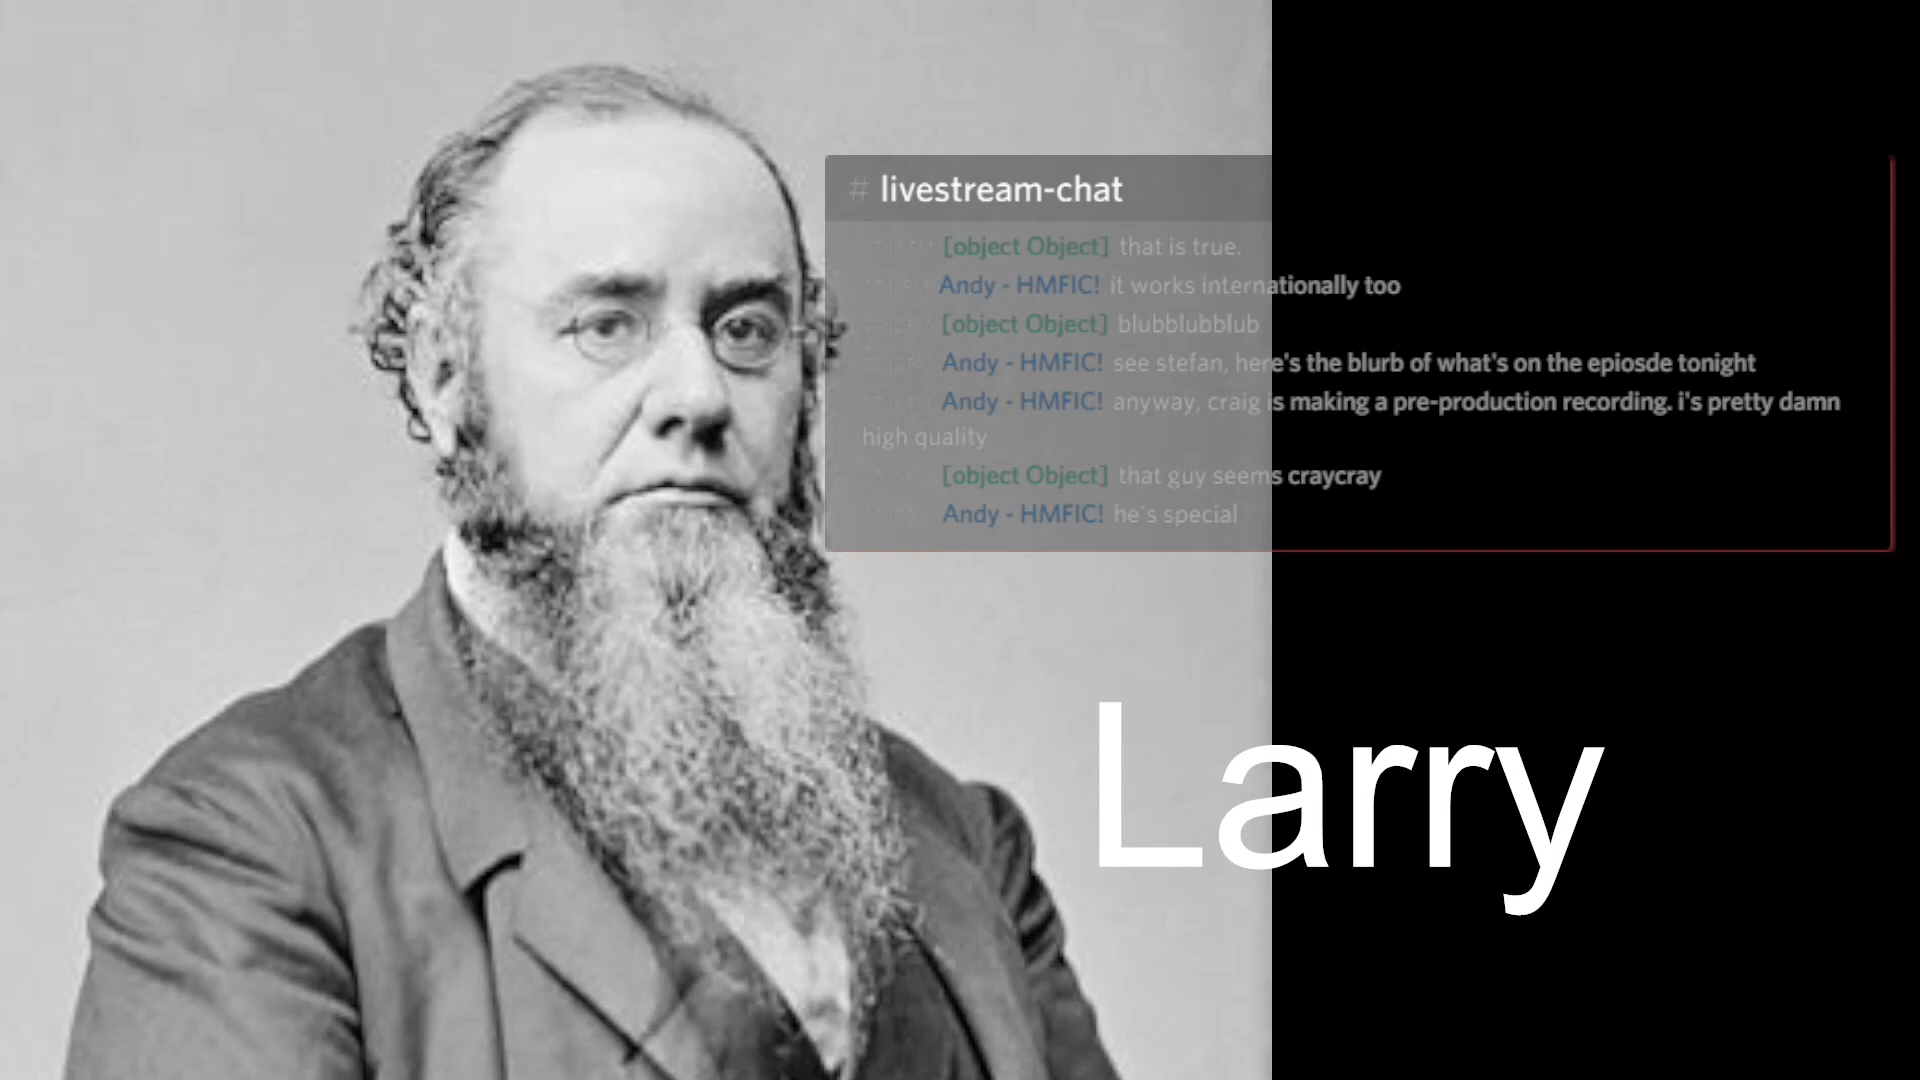 # livestream-chat
[object Object] that is true.
Andy - HMFIC! it works internationally too
[object Object] blubblubblub
Andy - HMFIC! see stefan, here's the blurb of what's on the epiosde tonight
Andy - HMFIC! anyway, craig is making a pre-production recording. i's pretty damn
high quality
[object Object] that guy seems craycray
Andy - HMFIC! he's special
Larry